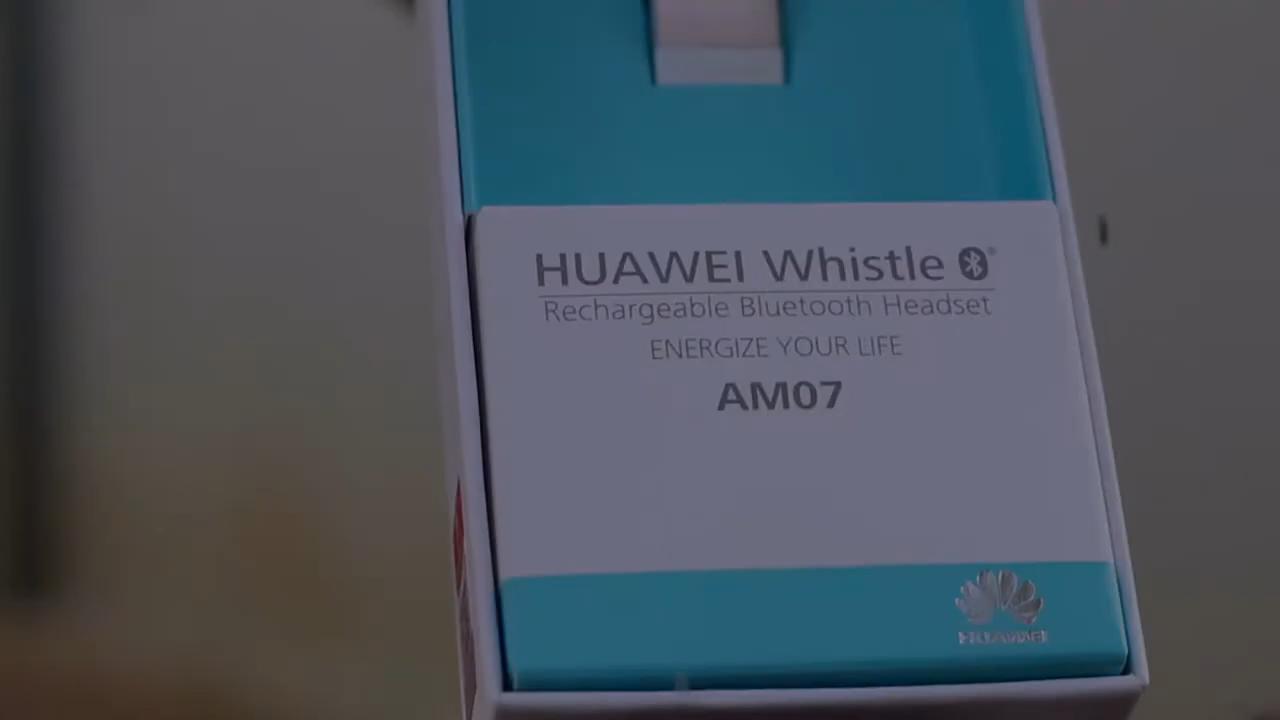 HUAWEI Whistle
Rechargeable Bluetooth Headset
ENERGIZE YOUR LIFE
AM07
HUAWEI